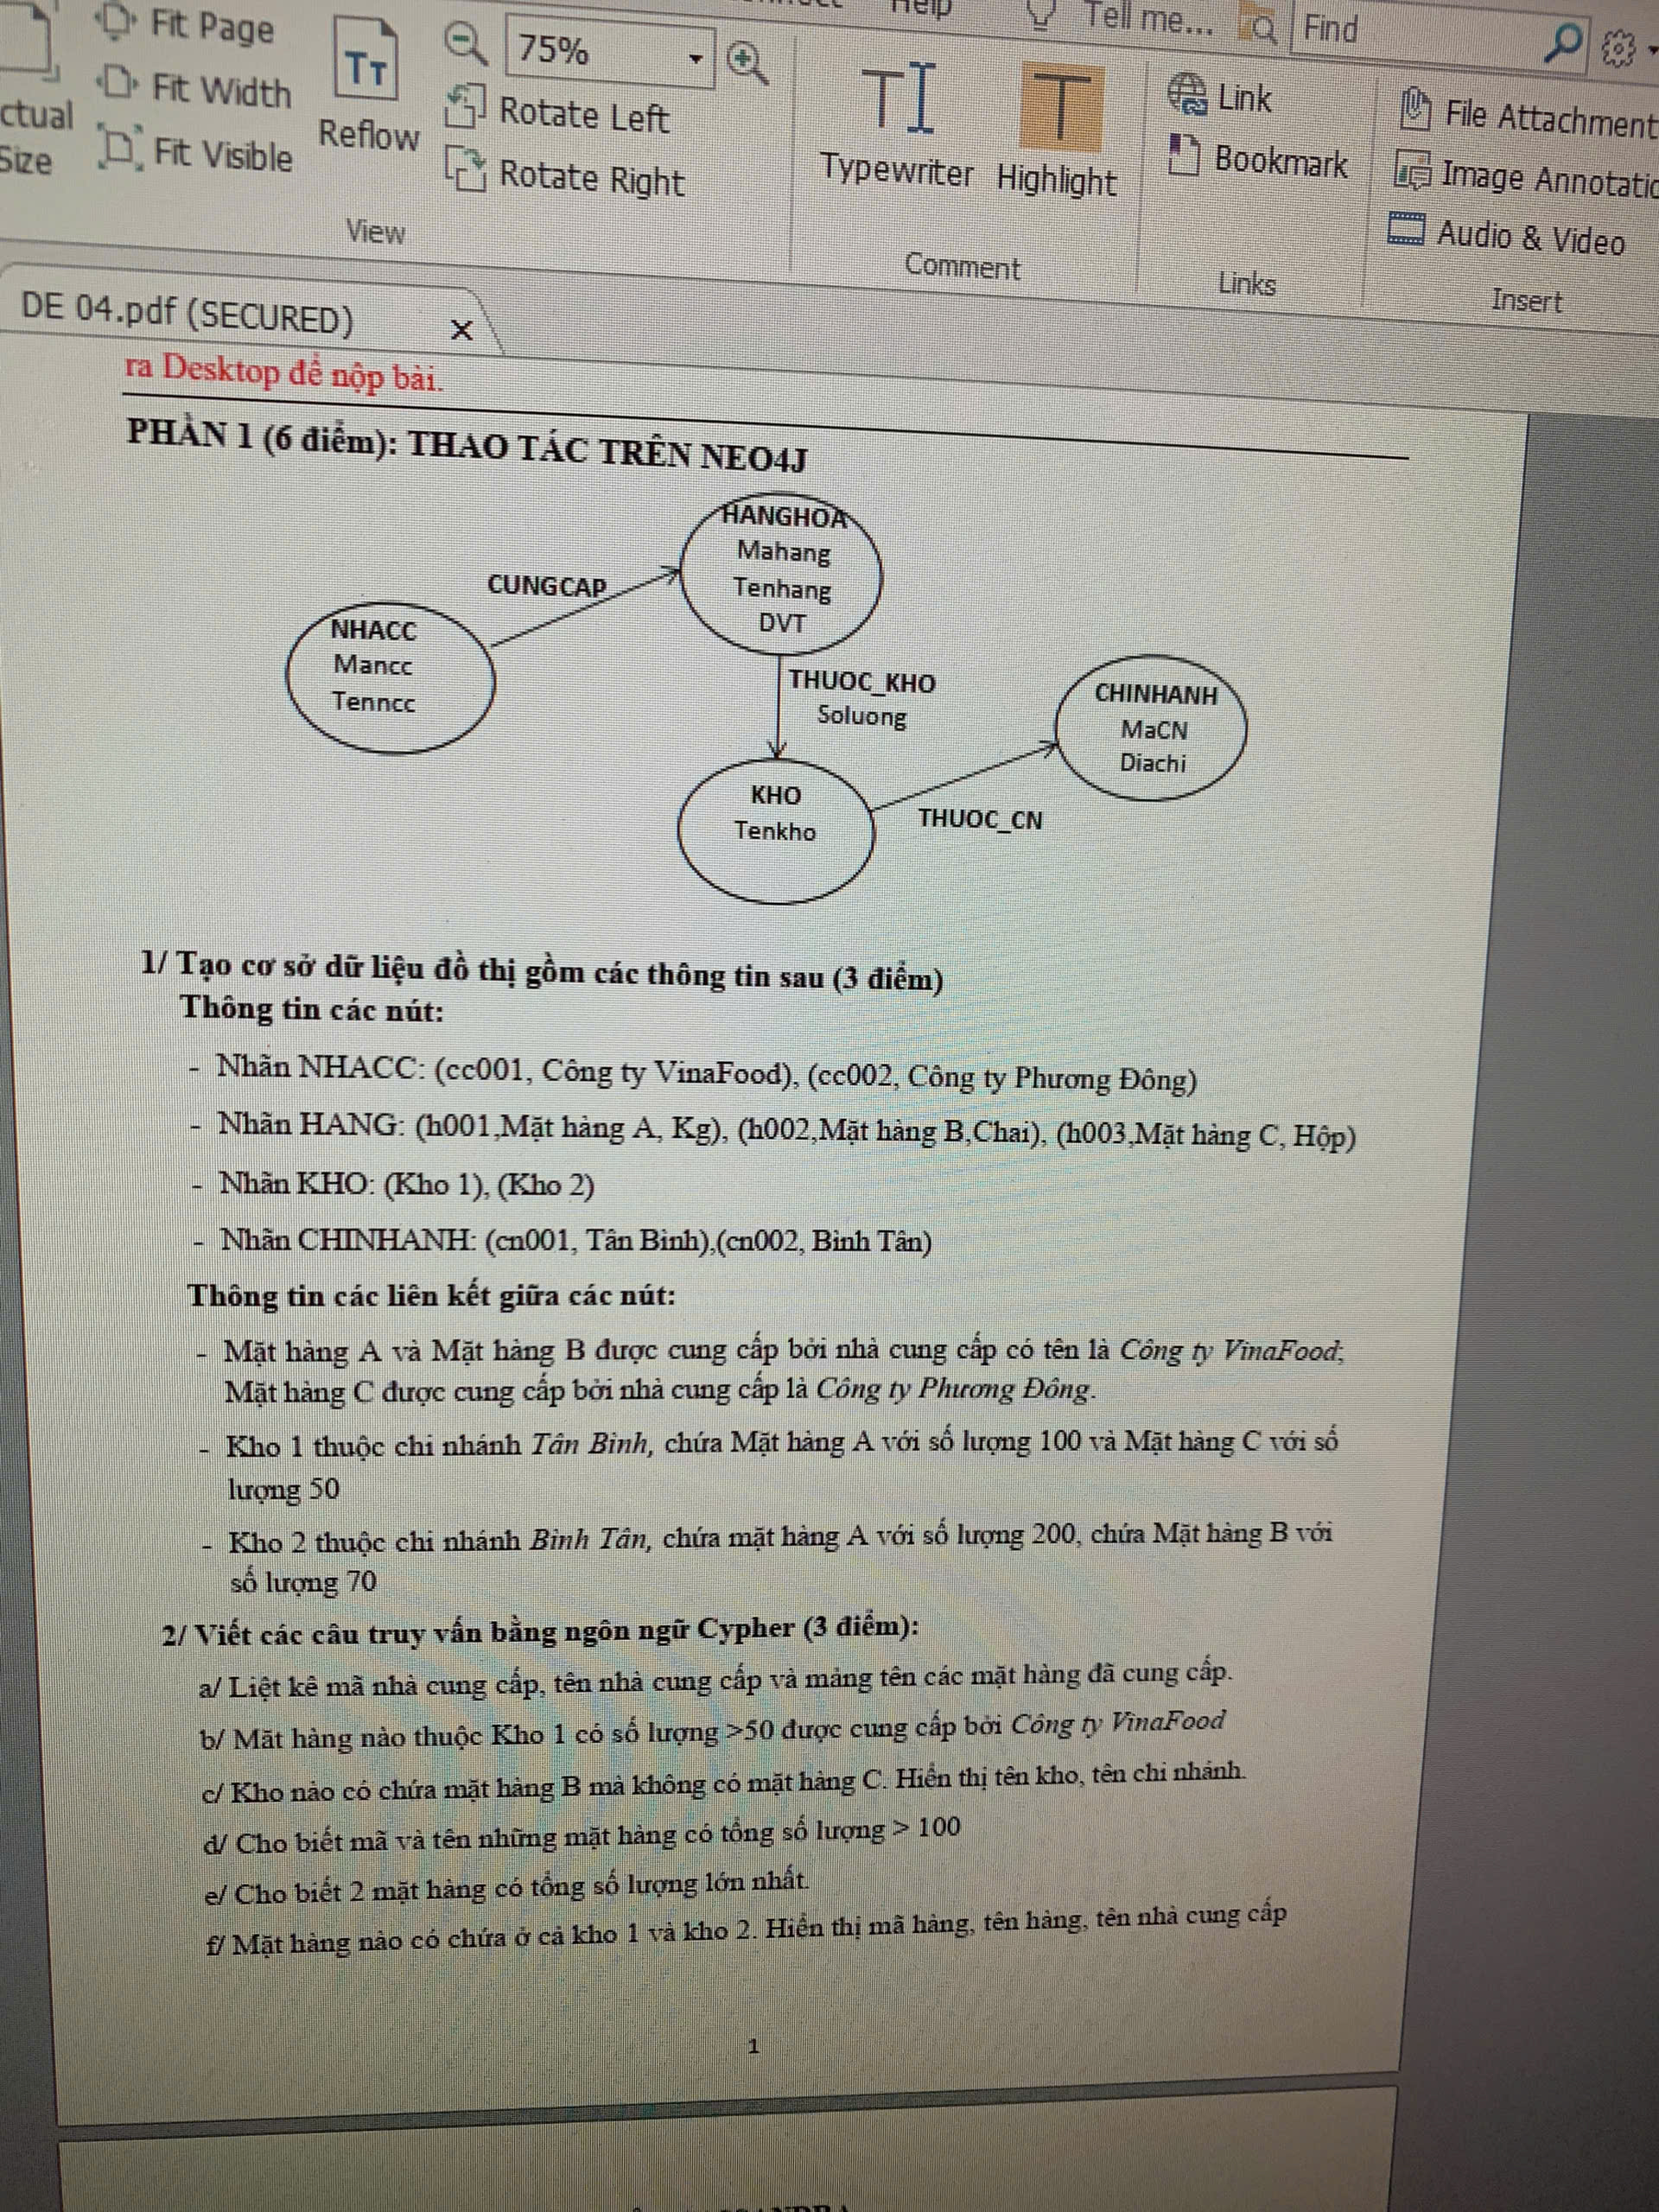 Help
Tell me...
Find
Fit Page
75%
Fit Width
Rotate Left
Link
File Attachment
ctual
Size
Fit Visible
Reflow
Rotate Right
Typewriter
Highlight
Bookmark
Image Annotatio
Audio & Video
View
Comment
Links
Insert
DE 04.pdf (SECURED)
ra Desktop để nộp bài.
PHẦN 1 (6 điểm): THAO TÁC TRÊN NEO4J
HANGHOA
Mahang
Tenhang
DVT
CUNGCAP
NHACC
Mancc
Tenncc
THUOC_KHO
Soluong
CHINHANH
MaCN
Diachi
KHO
Tenkho
THUOC_CN
1/ Tạo cơ sở dữ liệu đồ thị gồm các thông tin sau (3 điểm)
Thông tin các nút:
- Nhãn NHACC: (cc001, Công ty VinaFood), (cc002, Công ty Phương Đông)
- Nhãn HANG: (h001,Mặt hàng A, Kg), (h002,Mặt hàng B,Chai), (h003,Mặt hàng C, Hộp)
- Nhãn KHO: (Kho 1), (Kho 2)
- Nhãn CHINHANH: (cn001, Tân Bình),(cn002, Bình Tân)
Thông tin các liên kết giữa các nút:
- Mặt hàng A và Mặt hàng B được cung cấp bởi nhà cung cấp có tên là Công ty VinaFood;
Mặt hàng C được cung cấp bởi nhà cung cấp là Công ty Phương Đông.
- Kho 1 thuộc chi nhánh Tân Bình, chứa Mặt hàng A với số lượng 100 và Mặt hàng C với số
lượng 50
- Kho 2 thuộc chi nhánh Bình Tân, chứa mặt hàng A với số lượng 200, chứa Mặt hàng B với
số lượng 70
2/ Viết các câu truy vấn bằng ngôn ngữ Cypher (3 điểm):
a/ Liệt kê mã nhà cung cấp, tên nhà cung cấp và mảng tên các mặt hàng đã cung cấp.
b/ Mãt hàng nào thuộc Kho 1 có số lượng >50 được cung cấp bởi Công ty VinaFood
c/ Kho nào có chứa mặt hàng B mà không có mặt hàng C. Hiển thị tên kho, tên chi nhánh.
d/ Cho biết mã và tên những mặt hàng có tổng số lượng > 100
e/ Cho biết 2 mặt hàng có tổng số lượng lớn nhất.
f/ Mặt hàng nào có chứa ở cả kho 1 và kho 2. Hiển thị mã hàng, tên hàng, tên nhà cung cấp
1